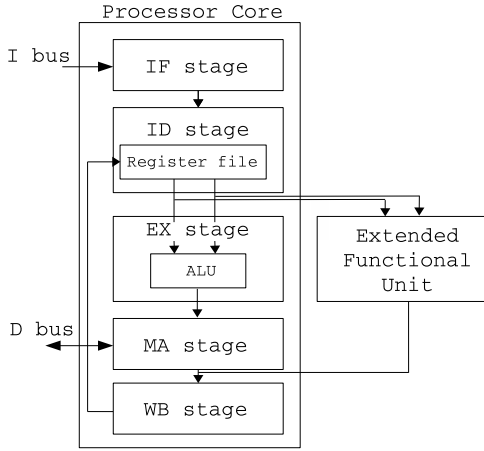 Processor Core
I bus
IF stage
ID stage
Register file
EX stage
ALU
Extended
Functional
Unit
D bus
MA stage
WB stage